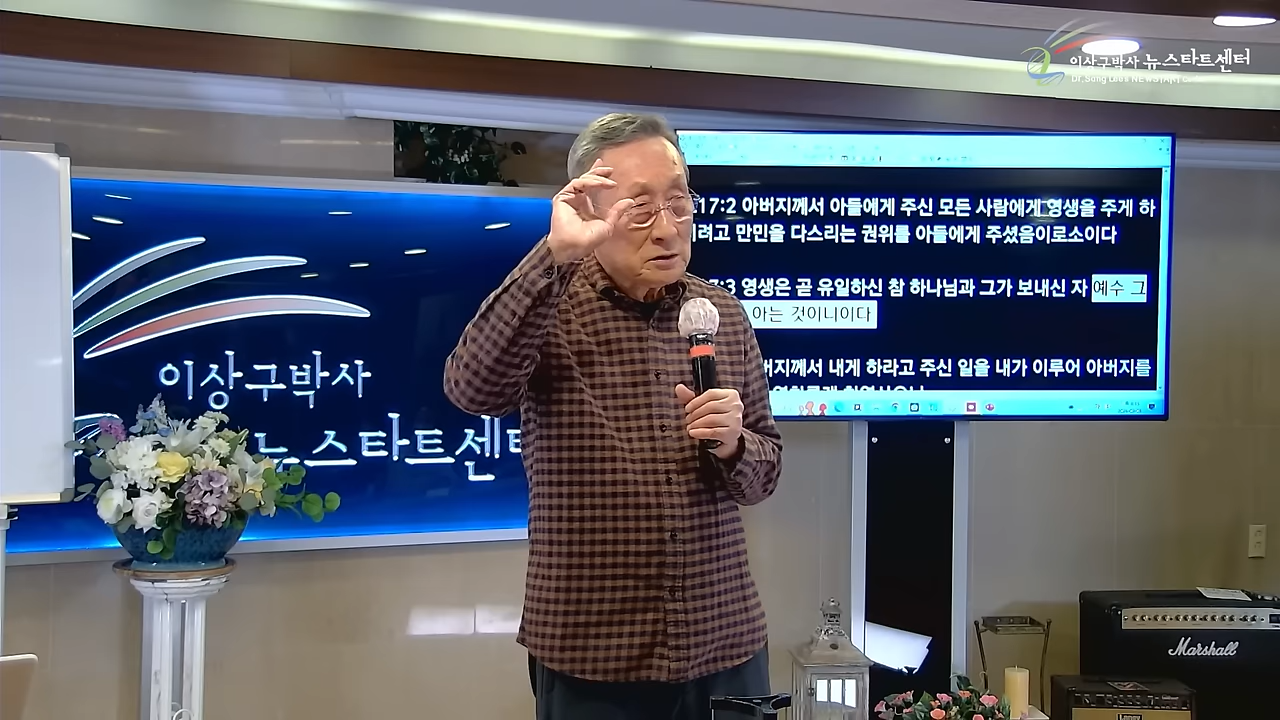 이상구박사 뉴스타트센터
이상구박사
뉴스타트센
17:2 아버지께서 아들에게 주신 모든 사람에게 영생을 주게 하
려고 만민을 다스리는 권위를 아들에게 주셨음이로소이다
:3 영생은 곧 유일하신 참 하나님과 그가 보내신 자 예수 그
아는 것이니이다
버지께서 내게 하라고 주신 일을 내가 이루어 아버지를
Marshall